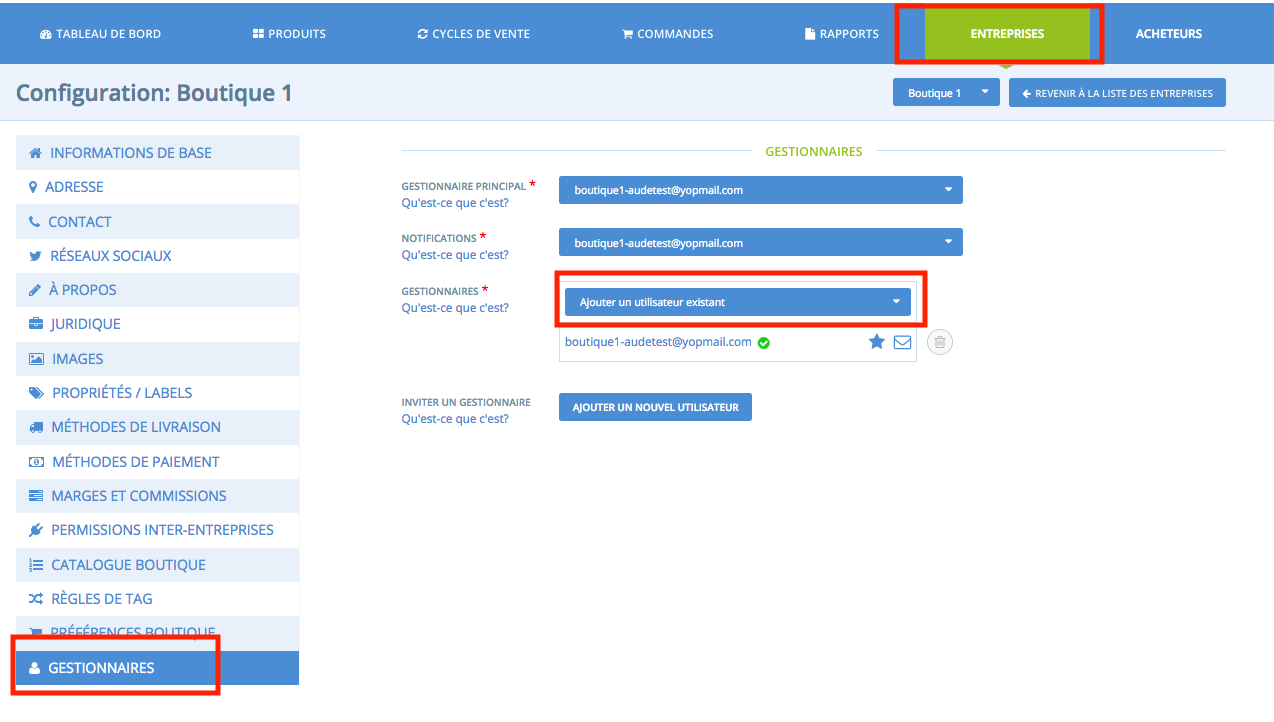 TABLEAU DE BORD
PRODUITS
CYCLES DE VENTE
COMMANDES
RAPPORTS
ENTREPRISES
ACHETEURS
Configuration: Boutique 1
Boutique 1
REVENIR À LA LISTE DES ENTREPRISES
INFORMATIONS DE BASE
ADRESSE
CONTACT
RÉSEAUX SOCIAUX
À PROPOS
JURIDIQUE
IMAGES
PROPRIÉTÉS / LABELS
MÉTHODES DE LIVRAISON
MÉTHODES DE PAIEMENT
MARGES ET COMMISSIONS
PERMISSIONS INTER-ENTREPRISES
CATALOGUE BOUTIQUE
RÈGLES DE TAG
PRÉFÉRENCES BOUTIQUE
GESTIONNAIRES
GESTIONNAIRES
GESTIONNAIRE PRINCIPAL *
Qu'est-ce que c'est?
boutique1-audetest@yopmail.com
NOTIFICATIONS *
Qu'est-ce que c'est?
boutique1-audetest@yopmail.com
GESTIONNAIRES *
Qu'est-ce que c'est?
Ajouter un utilisateur existant
boutique1-audetest@yopmail.com
INVITER UN GESTIONNAIRE
Qu'est-ce que c'est?
AJOUTER UN NOUVEL UTILISATEUR